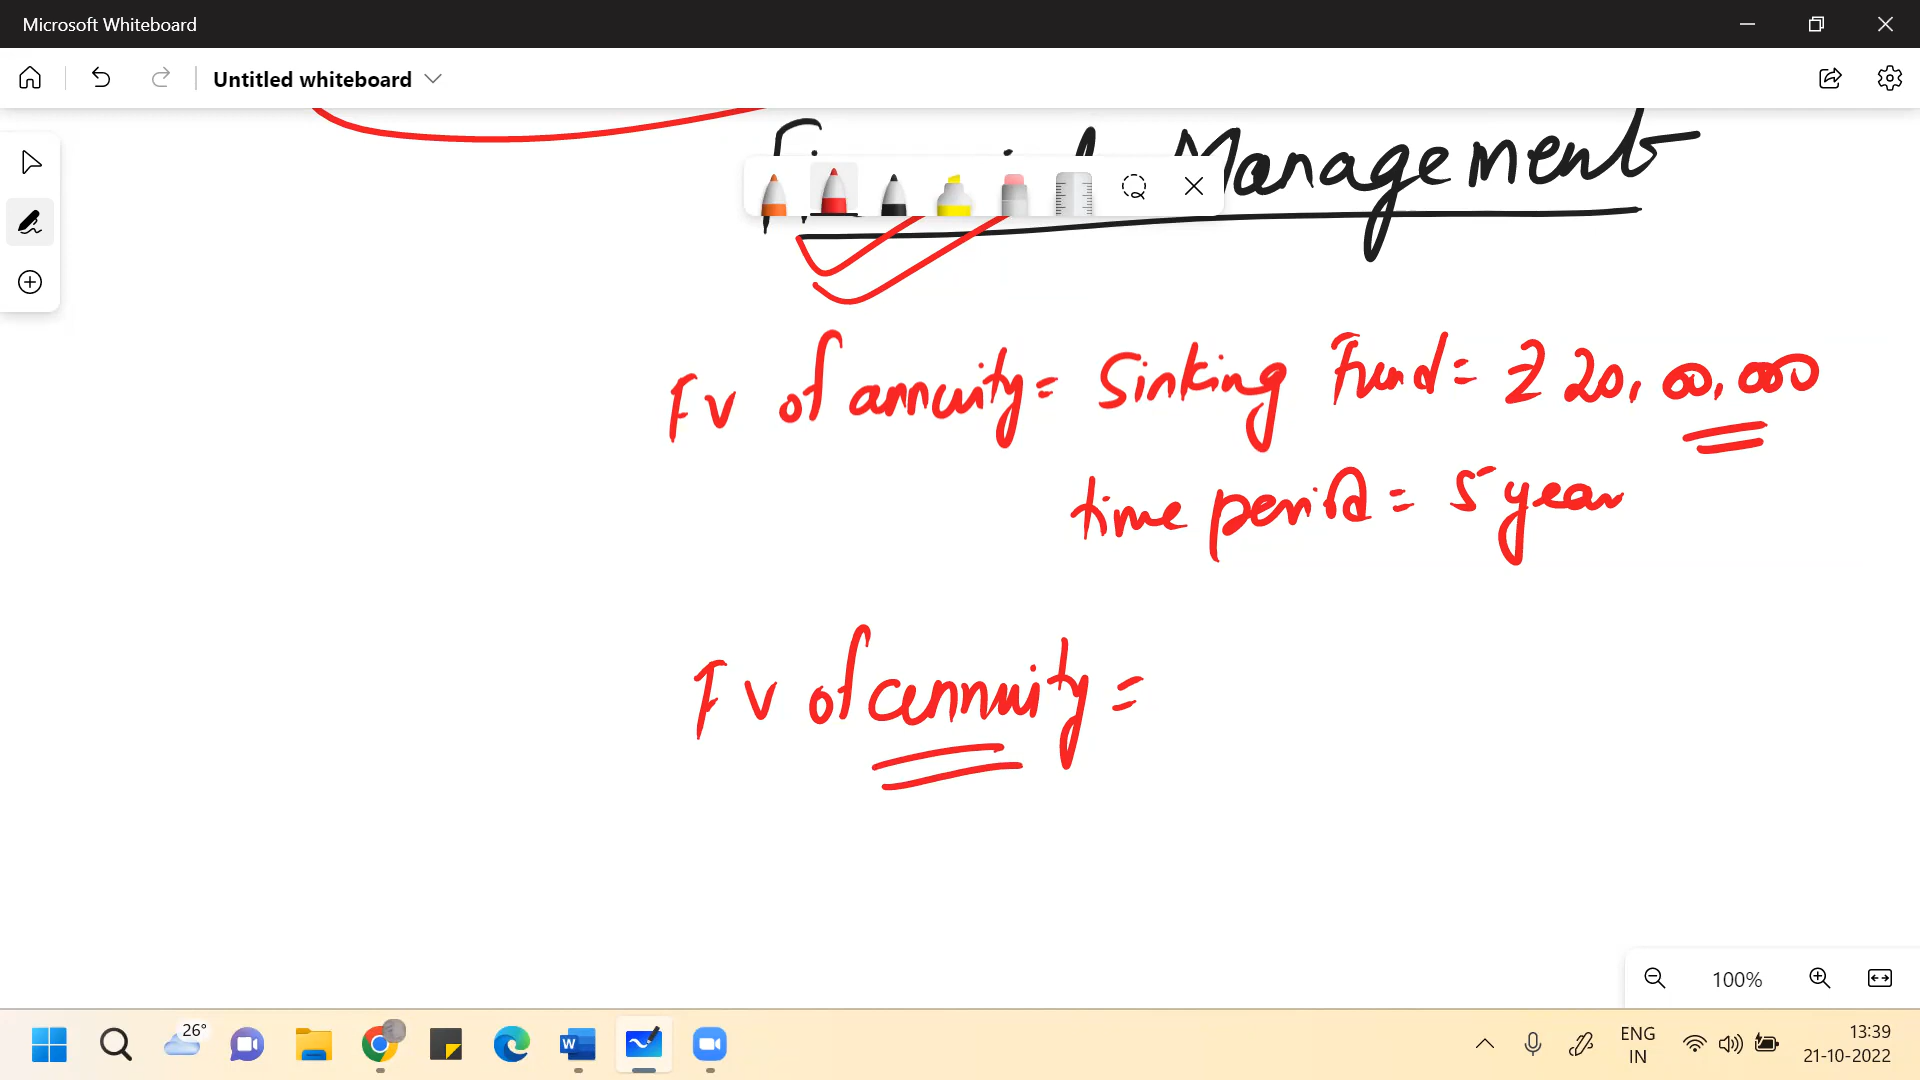 Microsoft Whiteboard
Untitled whiteboard
Management
FV of annuity = Sinking Fund = ₹ 20,00,000
time period = 5 year
FV of annuity =
100%
26°
ENG
IN
13:39
21-10-2022